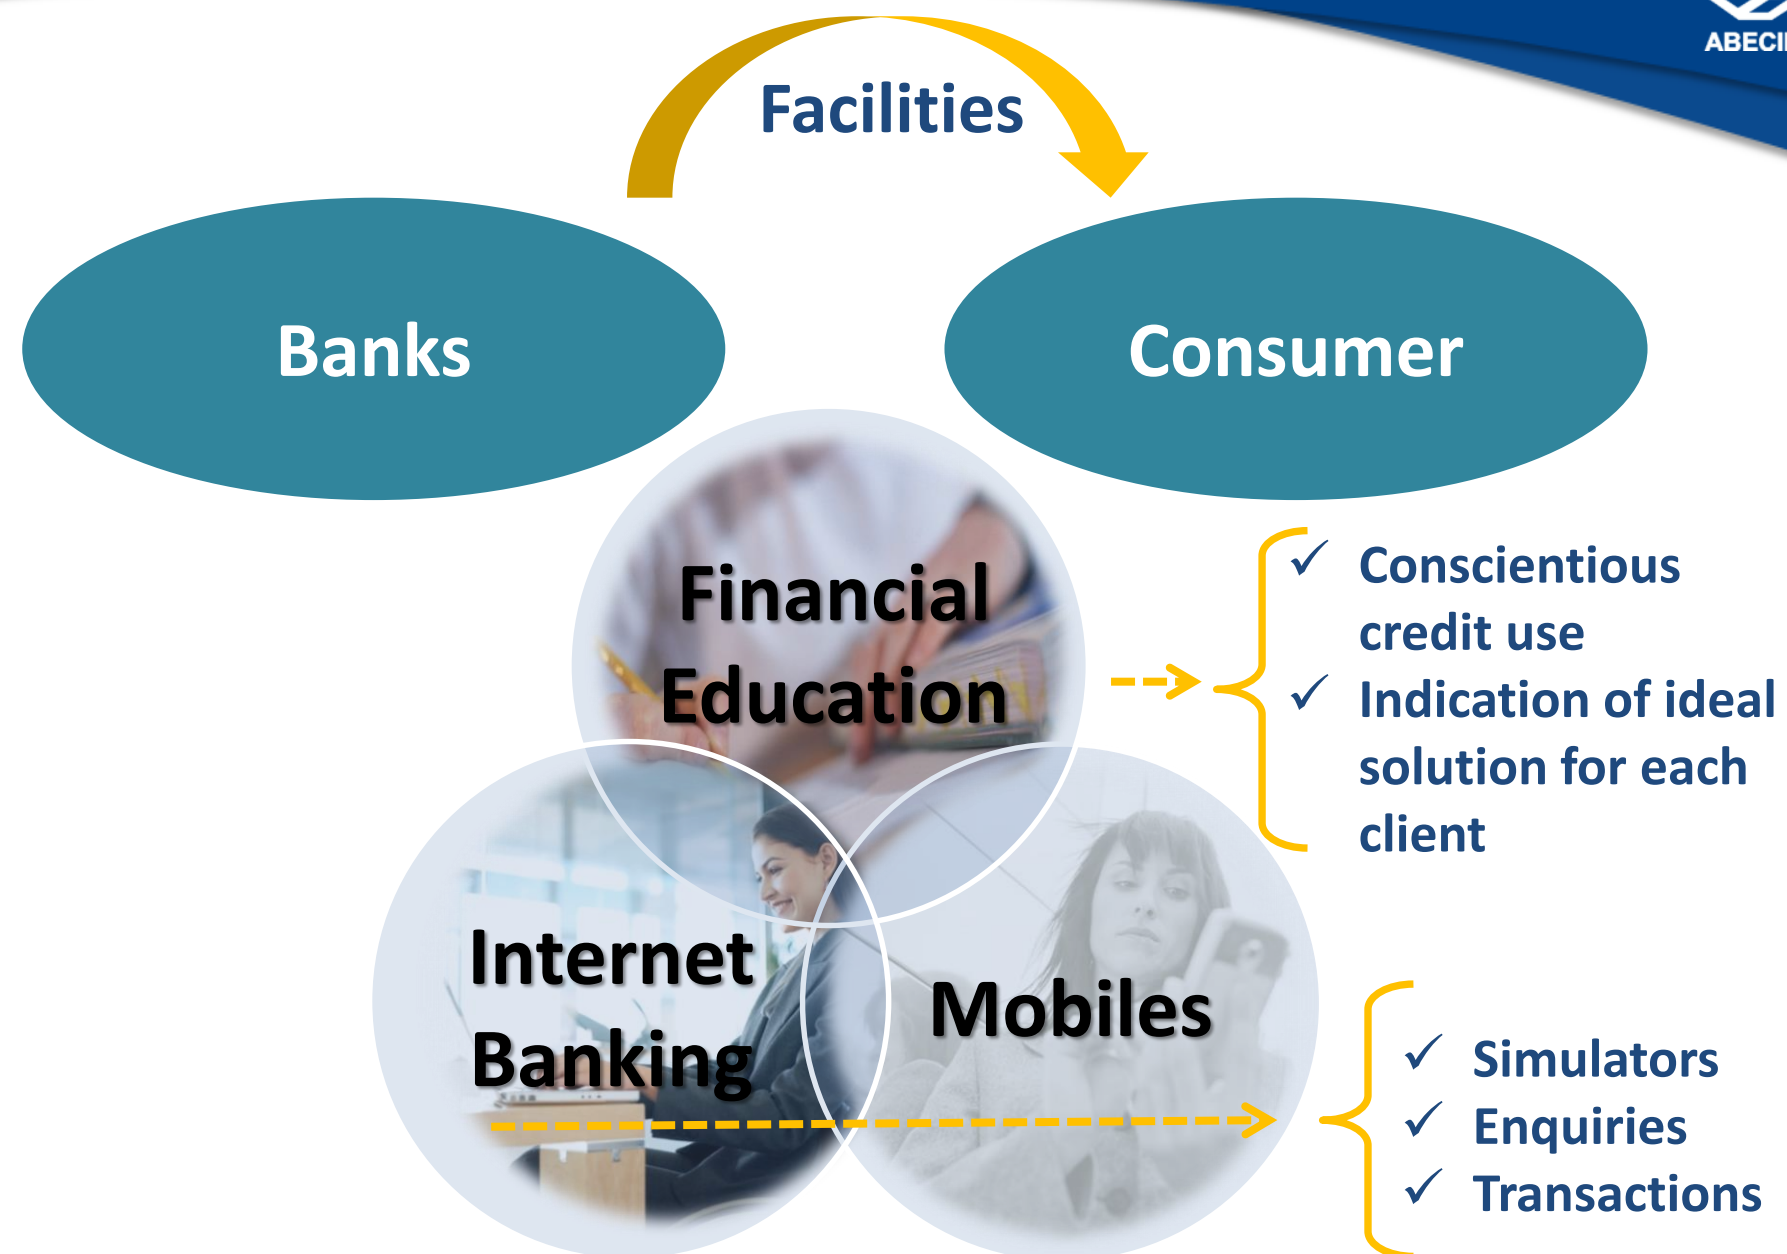 Facilities
Banks
Consumer
Financial
Education
✓ Conscientious
credit use
✓ Indication of ideal
solution for each
client
Internet
Banking
Mobiles
✓ Simulators
✓ Enquiries
✓ Transactions